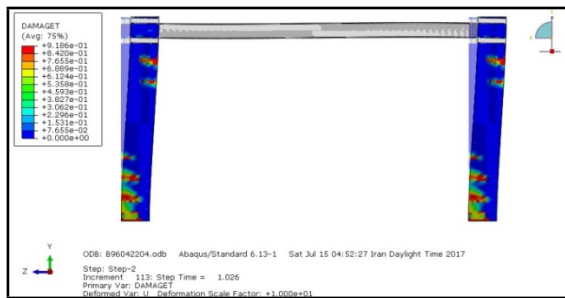 DAMAGET
(Avg: 75%)
+9.186e-01
+8.420e-01
+7.655e-01
+6.889e-01
+6.124e-01
+5.358e-01
+4.593e-01
+3.827e-01
+3.062e-01
+2.296e-01
+1.531e-01
+7.655e-02
+0.000e+00
Y
Z
ODB: B96042204.odb Abaqus/Standard 6.13-1 Sat Jul 15 04:52:27 Iran Daylight Time 2017
Step: Step-2
Increment 113: Step Time = 1.026
Primary Var: DAMAGET
Deformed Var: U Deformation Scale Factor: +1.000e+01